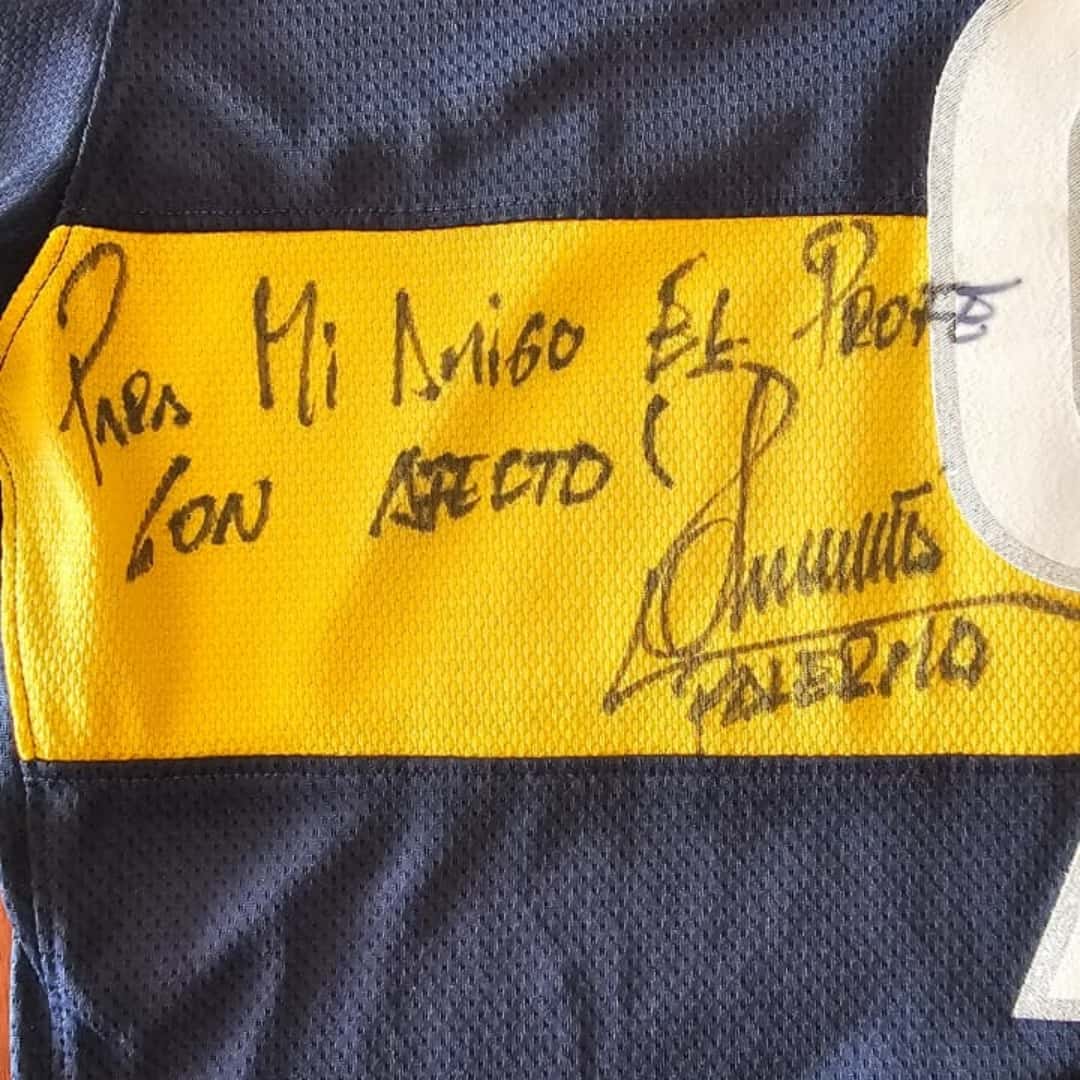 PARA Mi AMiGO EL PROFE
CON AFECTO
PALERMO